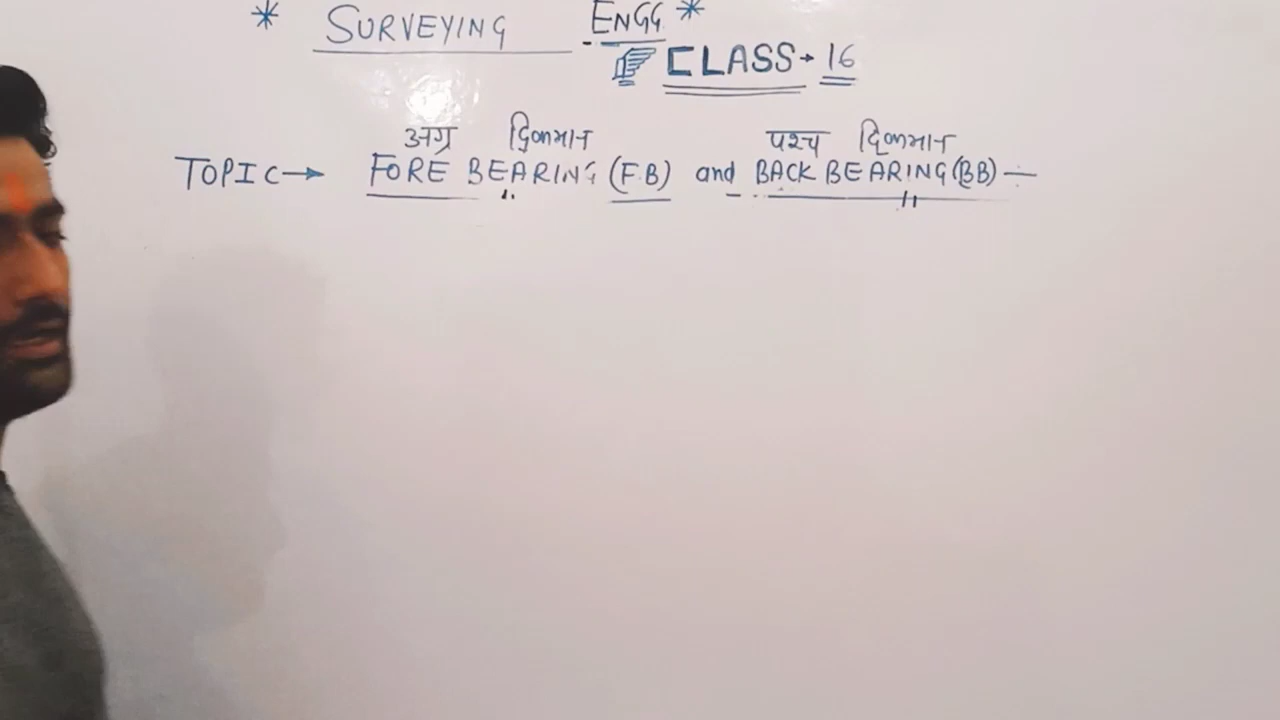 * SURVEYING ENGG *
CLASS → 16
अग्र दिक्मान पश्च दिक्मान
TOPIC → FORE BEARING (F.B) and BACK BEARING (BB) —